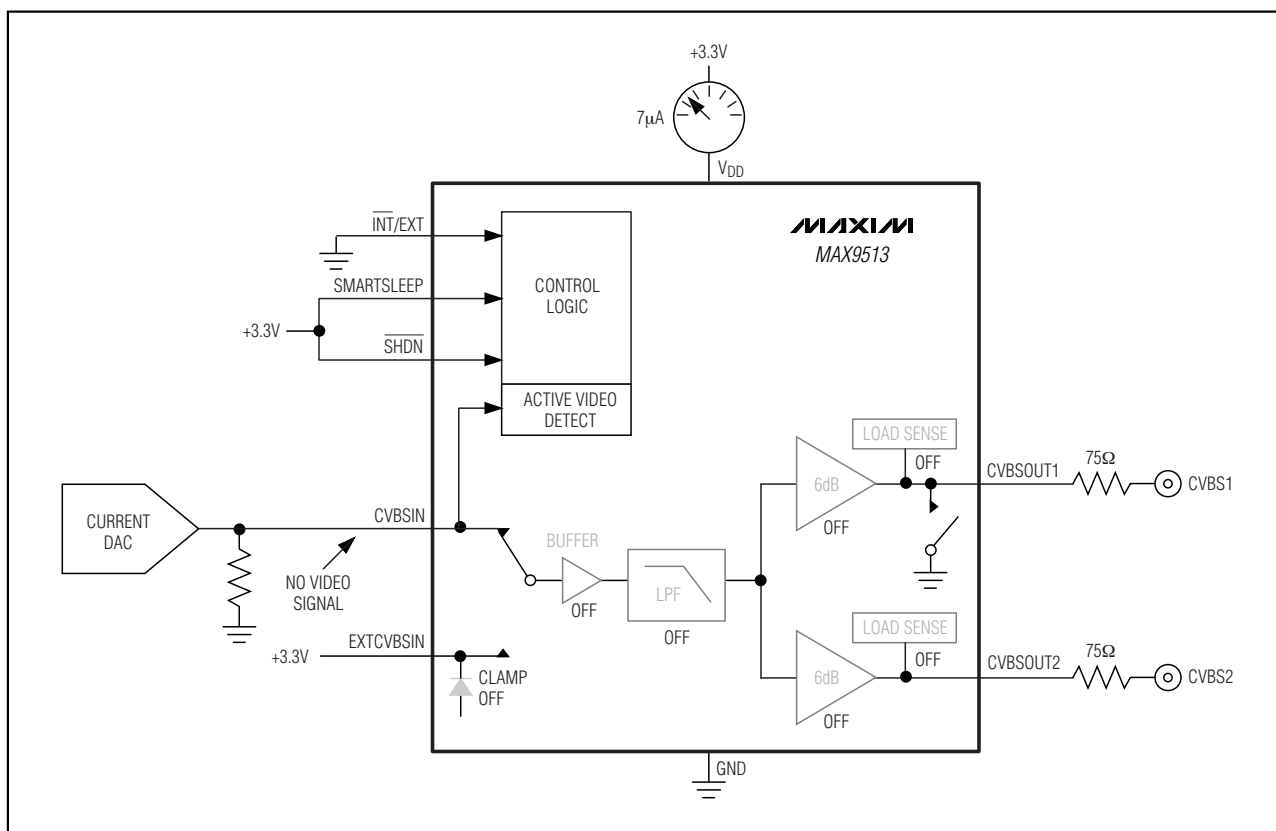 +3.3V
7µA
VDD
INT/EXT
SMARTSLEEP
+3.3V
SHDN
CONTROL
LOGIC
ACTIVE VIDEO
DETECT
MAXIM
MAX9513
CURRENT
DAC
CVBSIN
NO VIDEO
SIGNAL
EXTCVBSIN
+3.3V
CLAMP
OFF
BUFFER
OFF
LPF
OFF
6dB
OFF
LOAD SENSE
OFF
CVBSOUT1
75Ω
CVBS1
6dB
OFF
LOAD SENSE
OFF
CVBSOUT2
75Ω
CVBS2
GND